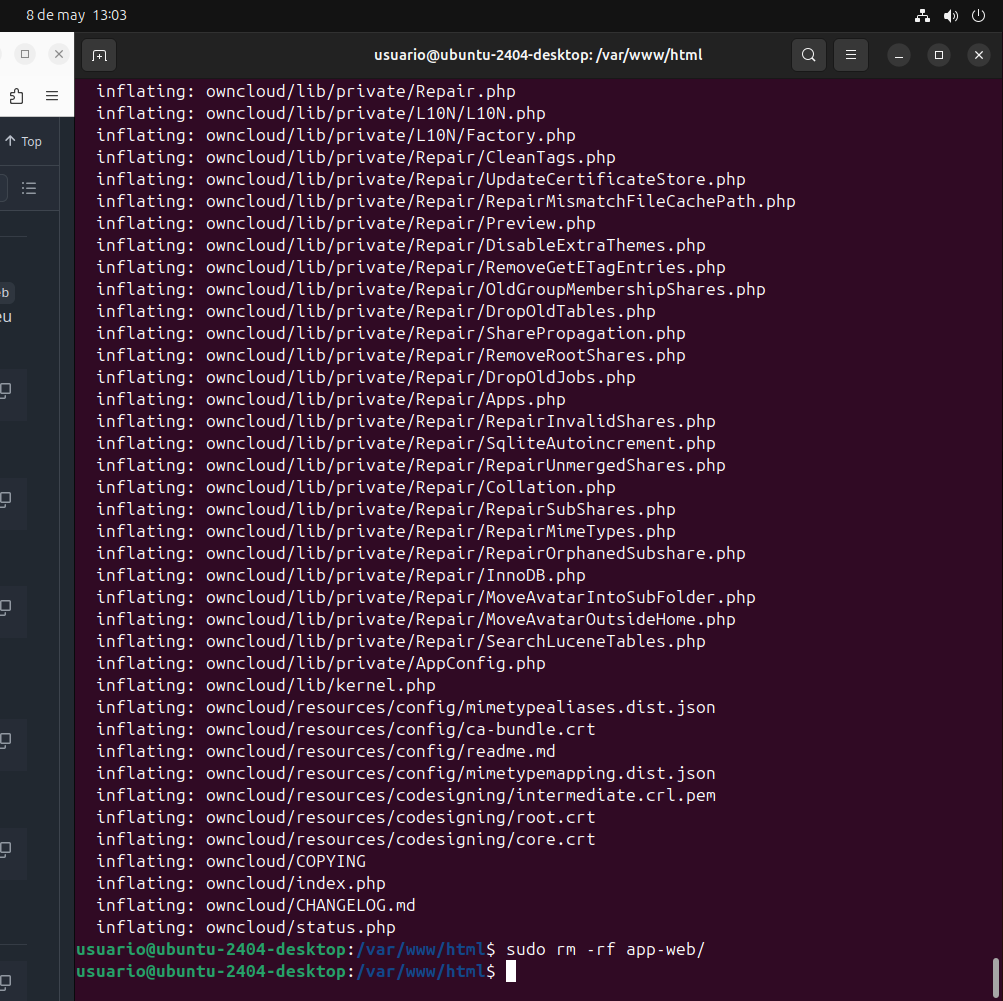 8 de may 13:03
usuario@ubuntu-2404-desktop: /var/www/html
Top
eb
eu
inflating: owncloud/lib/private/Repair.php
inflating: owncloud/lib/private/L10N/L10N.php
inflating: owncloud/lib/private/L10N/Factory.php
inflating: owncloud/lib/private/Repair/CleanTags.php
inflating: owncloud/lib/private/Repair/UpdateCertificateStore.php
inflating: owncloud/lib/private/Repair/RepairMismatchFileCachePath.php
inflating: owncloud/lib/private/Repair/Preview.php
inflating: owncloud/lib/private/Repair/DisableExtraThemes.php
inflating: owncloud/lib/private/Repair/RemoveGetETagEntries.php
inflating: owncloud/lib/private/Repair/OldGroupMembershipShares.php
inflating: owncloud/lib/private/Repair/DropOldTables.php
inflating: owncloud/lib/private/Repair/SharePropagation.php
inflating: owncloud/lib/private/Repair/RemoveRootShares.php
inflating: owncloud/lib/private/Repair/DropOldJobs.php
inflating: owncloud/lib/private/Repair/Apps.php
inflating: owncloud/lib/private/Repair/RepairInvalidShares.php
inflating: owncloud/lib/private/Repair/SqliteAutoincrement.php
inflating: owncloud/lib/private/Repair/RepairUnmergedShares.php
inflating: owncloud/lib/private/Repair/Collation.php
inflating: owncloud/lib/private/Repair/RepairSubShares.php
inflating: owncloud/lib/private/Repair/RepairMimeTypes.php
inflating: owncloud/lib/private/Repair/RepairOrphanedSubshare.php
inflating: owncloud/lib/private/Repair/InnoDB.php
inflating: owncloud/lib/private/Repair/MoveAvatarIntoSubFolder.php
inflating: owncloud/lib/private/Repair/MoveAvatarOutsideHome.php
inflating: owncloud/lib/private/Repair/SearchLuceneTables.php
inflating: owncloud/lib/private/AppConfig.php
inflating: owncloud/lib/kernel.php
inflating: owncloud/resources/config/mimetypealiases.dist.json
inflating: owncloud/resources/config/ca-bundle.crt
inflating: owncloud/resources/config/readme.md
inflating: owncloud/resources/config/mimetypemapping.dist.json
inflating: owncloud/resources/codesigning/intermediate.crl.pem
inflating: owncloud/resources/codesigning/root.crt
inflating: owncloud/resources/codesigning/core.crt
inflating: owncloud/COPYING
inflating: owncloud/index.php
inflating: owncloud/CHANGELOG.md
inflating: owncloud/status.php
usuario@ubuntu-2404-desktop:/var/www/html$ sudo rm -rf app-web/
usuario@ubuntu-2404-desktop:/var/www/html$